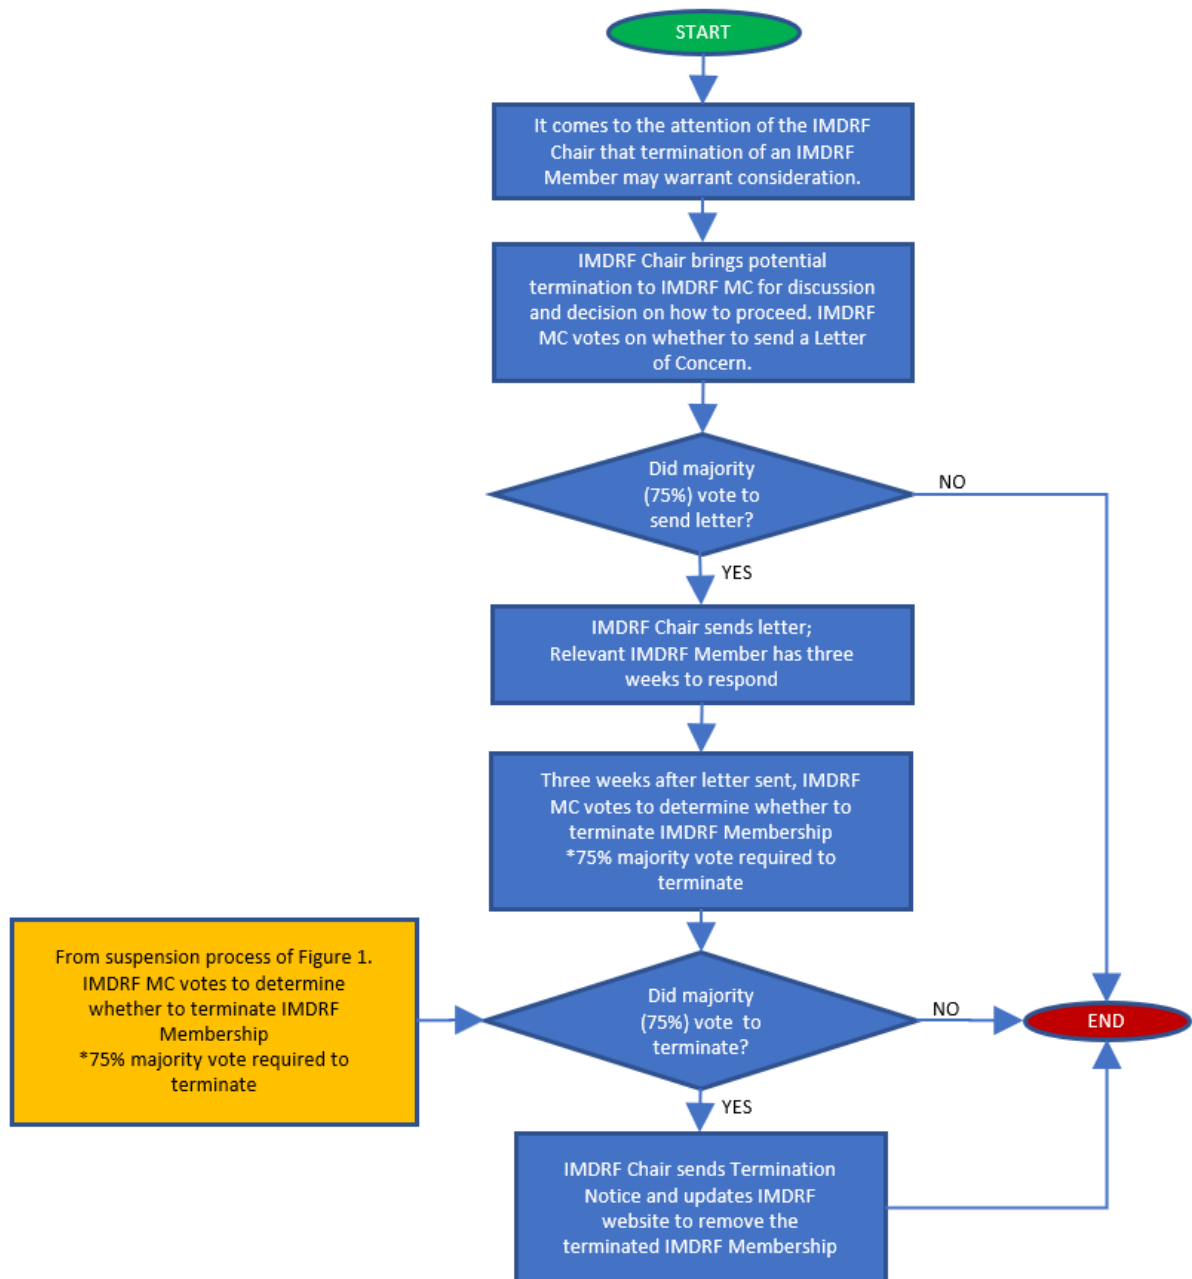 START
It comes to the attention of the IMDRF
Chair that termination of an IMDRF
Member may warrant consideration.
IMDRF Chair brings potential
termination to IMDRF MC for discussion
and decision on how to proceed. IMDRF
MC votes on whether to send a Letter
of Concern.
Did majority
(75%) vote to
send letter?
NO
YES
IMDRF Chair sends letter;
Relevant IMDRF Member has three
weeks to respond
Three weeks after letter sent, IMDRF
MC votes to determine whether to
terminate IMDRF Membership
*75% majority vote required to
terminate
From suspension process of Figure 1.
IMDRF MC votes to determine
whether to terminate IMDRF
Membership
*75% majority vote required to
terminate
Did majority
(75%) vote to
terminate?
NO
END
YES
IMDRF Chair sends Termination
Notice and updates IMDRF
website to remove the
terminated IMDRF Membership